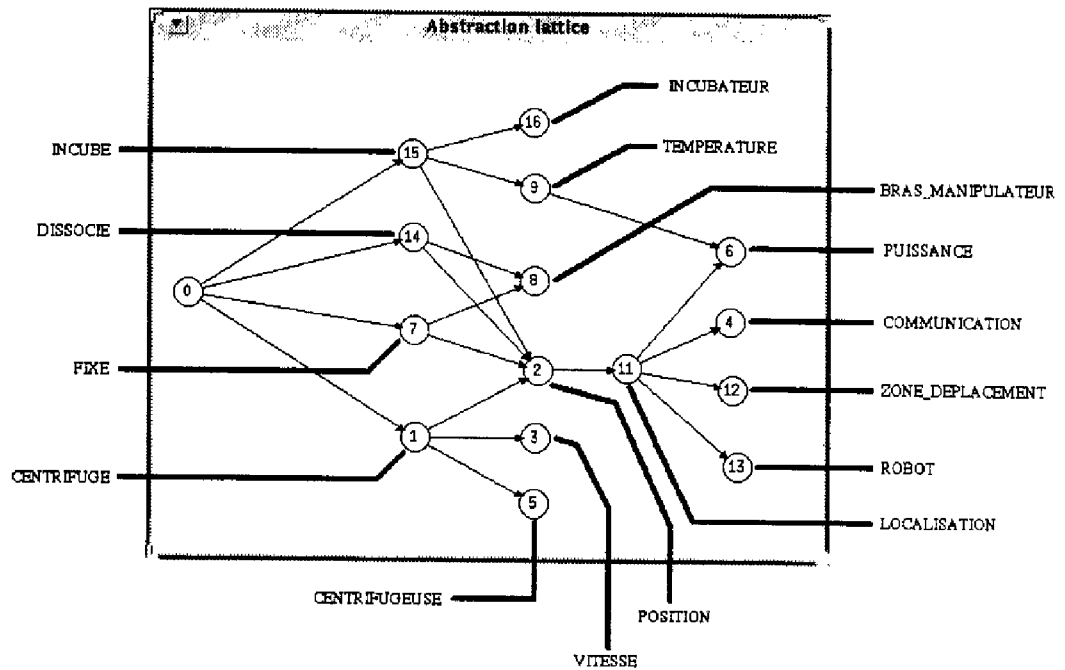 Abstraction lattice
INCUBATEUR
16
INCUBE
15
TEMPERATURE
9
BRAS_MANIPULATEUR
DISSOCIE
14
6
PUISSANCE
8
0
7
4
COMMUNICATION
FIXE
2
11
12
ZONE_DEPLACEMENT
1
3
13
ROBOT
CENTRIFUGE
5
LOCALISATION
CENTRIFUGEUSE
POSITION
VITESSE